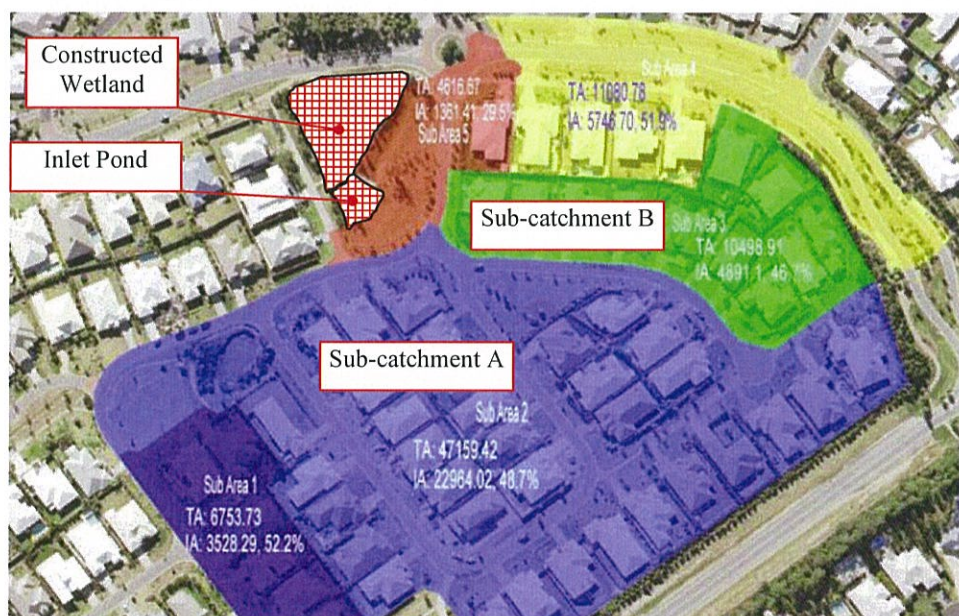 Constructed
Wetland
Inlet Pond
TA: 4616.67
IA: 1361.41, 29.5%
Sub Area 5
Sub Area 4
TA: 11080.78
IA: 5746.70, 51.9%
Sub-catchment B
Sub Area 3
TA: 10498.91
IA: 4891.1, 46.7%
Sub-catchment A
Sub Area 2
TA: 47159.42
IA: 22964.02, 48.7%
Sub Area 1
TA: 6753.73
IA: 3528.29, 52.2%